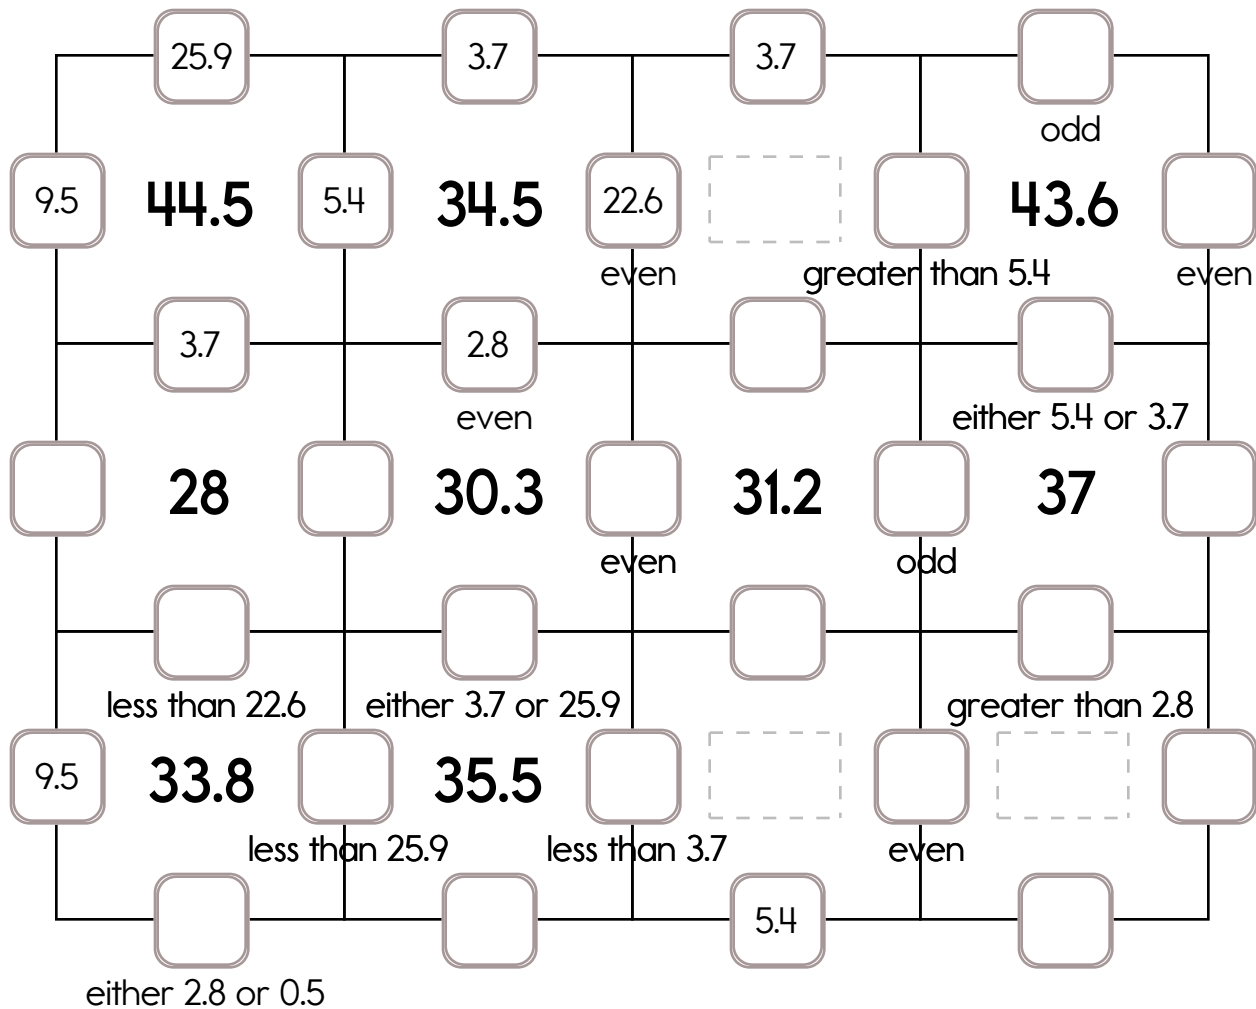 25.9 3.7 3.7
odd
9.5 44.5 5.4 34.5 22.6 43.6
even greater than 5.4 even
3.7 2.8
even either 5.4 or 3.7
28 30.3 31.2 37
even odd
less than 22.6 either 3.7 or 25.9 greater than 2.8
9.5 33.8 35.5
less than 25.9 less than 3.7 even
5.4
either 2.8 or 0.5